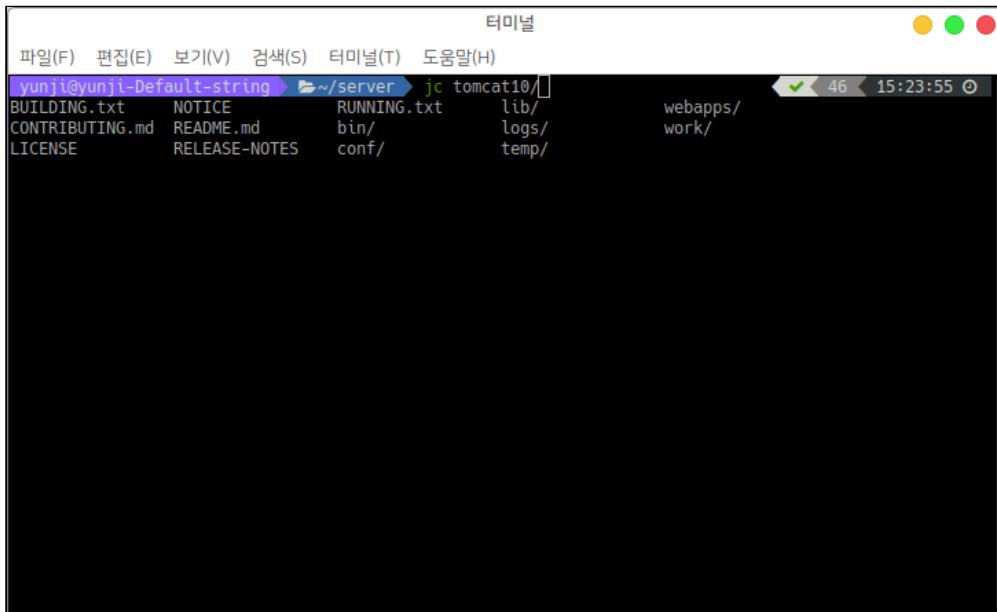 터미널
파일(F) 편집(E) 보기(V) 검색(S) 터미널(T) 도움말(H)
yunji@yunji-Default-string ~/server jc tomcat10/ 46 15:23:55
BUILDING.txt NOTICE RUNNING.txt lib/ webapps/
CONTRIBUTING.md README.md bin/ logs/ work/
LICENSE RELEASE-NOTES conf/ temp/